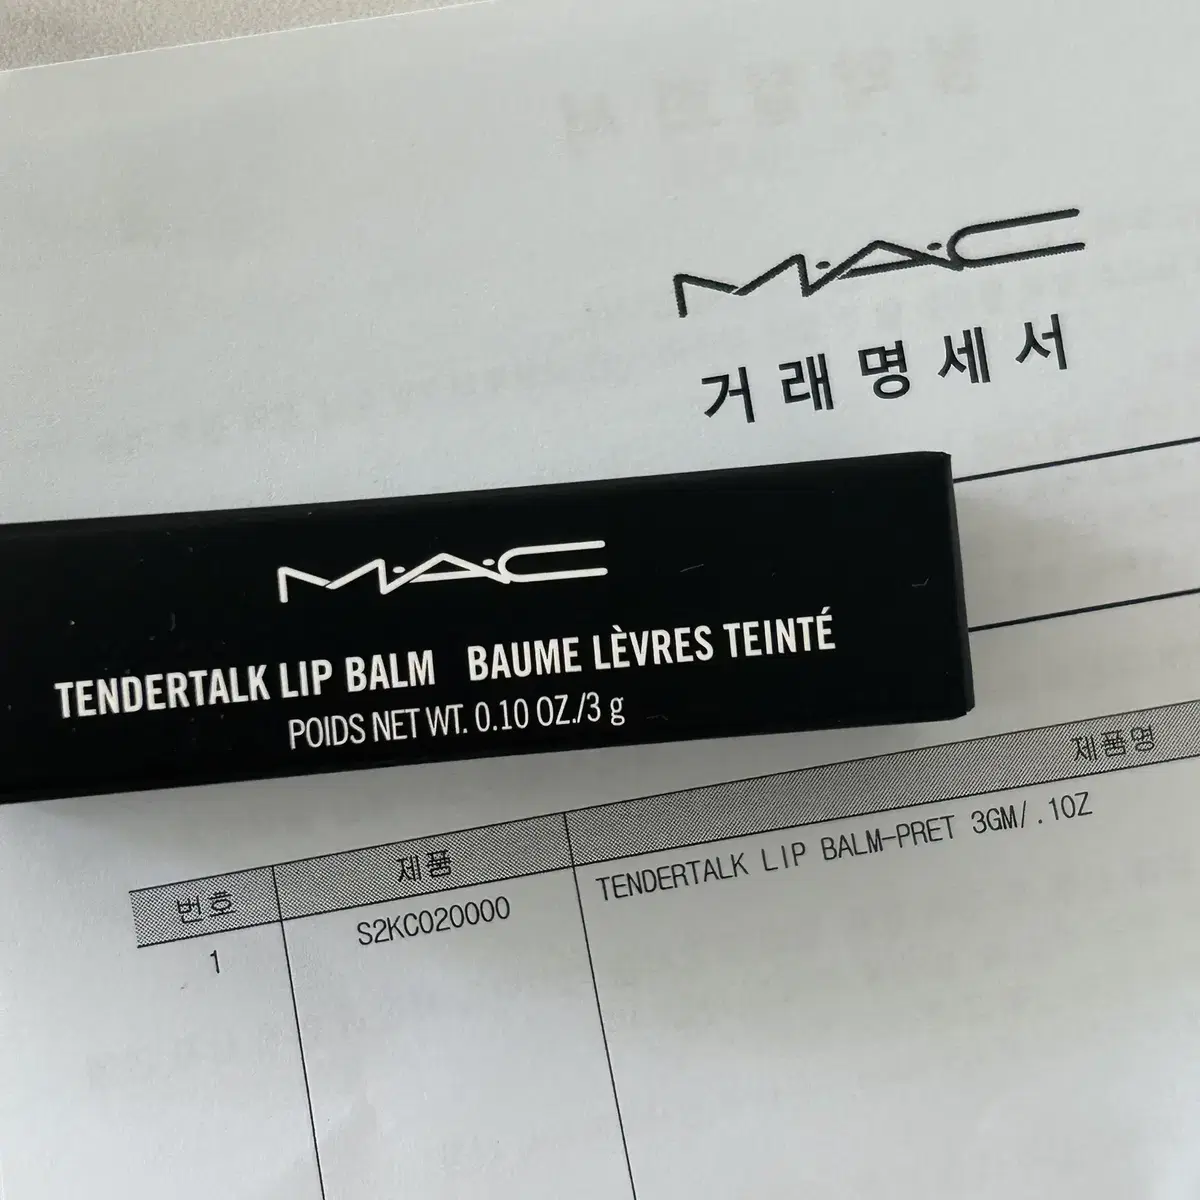 M·A·C
거래명세서
M·A·C
TENDERTALK LIP BALM BAUME LÈVRES TEINTÉ
POIDS NET WT. 0.10 OZ./3 g
번호 제품 제품명
1 S2KC020000 TENDERTALK LIP BALM-PRET 3GM/.1OZ